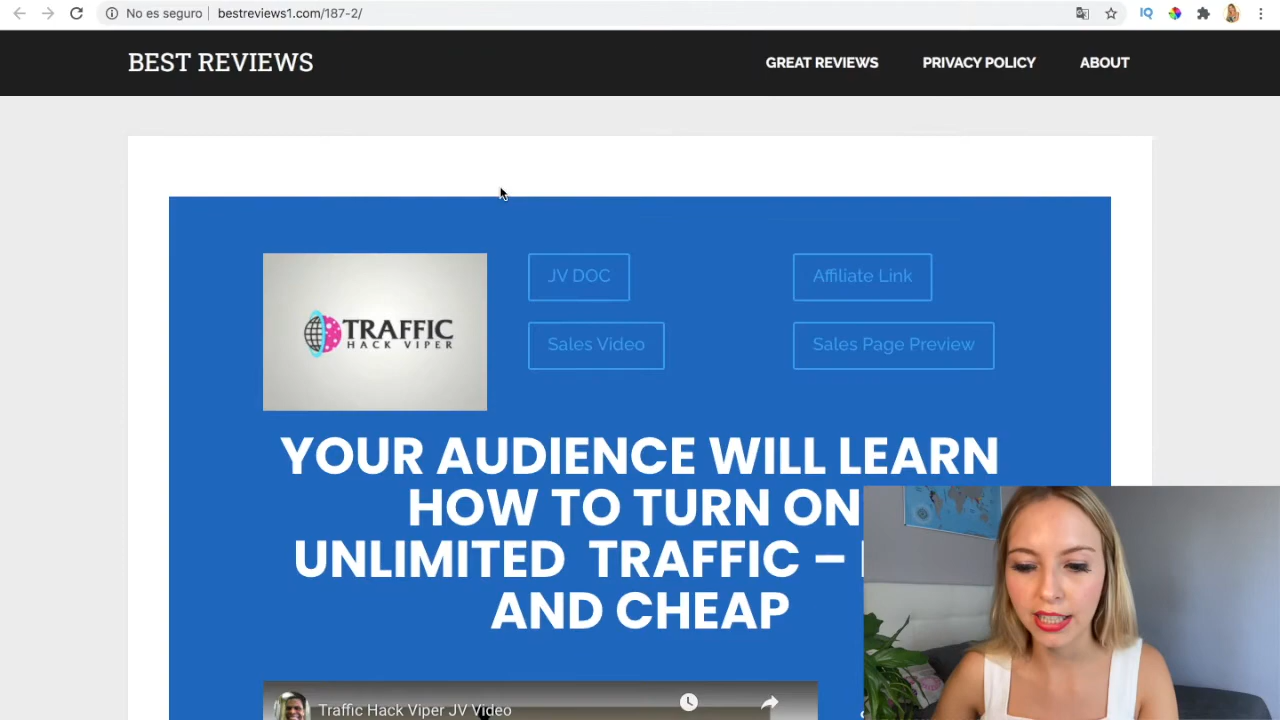 No es seguro | bestreviews1.com/187-2/
BEST REVIEWS
GREAT REVIEWS
PRIVACY POLICY
ABOUT
TRAFFIC
HACK VIPER
JV DOC
Affiliate Link
Sales Video
Sales Page Preview
YOUR AUDIENCE WILL LEARN
HOW TO TURN ON
UNLIMITED TRAFFIC –
AND CHEAP
Traffic Hack Viper JV Video